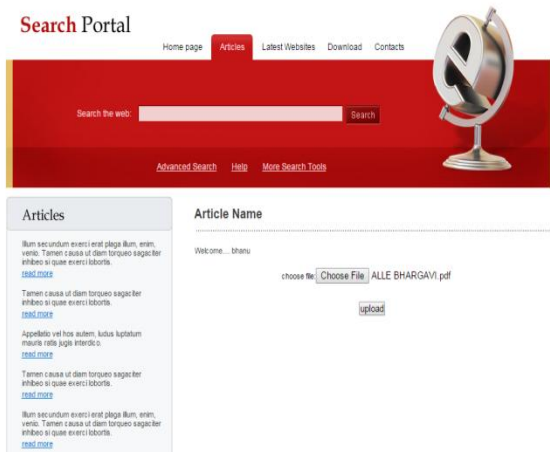 Search Portal
Home page Articles Latest Websites Download Contacts
Search the web: Search
Advanced Search Help More Search Tools
Articles
Illum secundum exerci erat plaga illum, enim,
venio. Tamen causa ut diam torqueo sagaciter
inhibeo si quae exerci lobortis.
read more
Tamen causa ut diam torqueo sagaciter
inhibeo si quae exerci lobortis.
read more
Appellatio vel hos autem, ludus luptatum
mauris ratis jugis interdico.
read more
Tamen causa ut diam torqueo sagaciter
inhibeo si quae exerci lobortis.
read more
Illum secundum exerci erat plaga illum, enim,
venio. Tamen causa ut diam torqueo sagaciter
inhibeo si quae exerci lobortis.
read more
Article Name
Welcome.... bhanu
choose file: Choose File ALLE BHARGAVI.pdf
upload